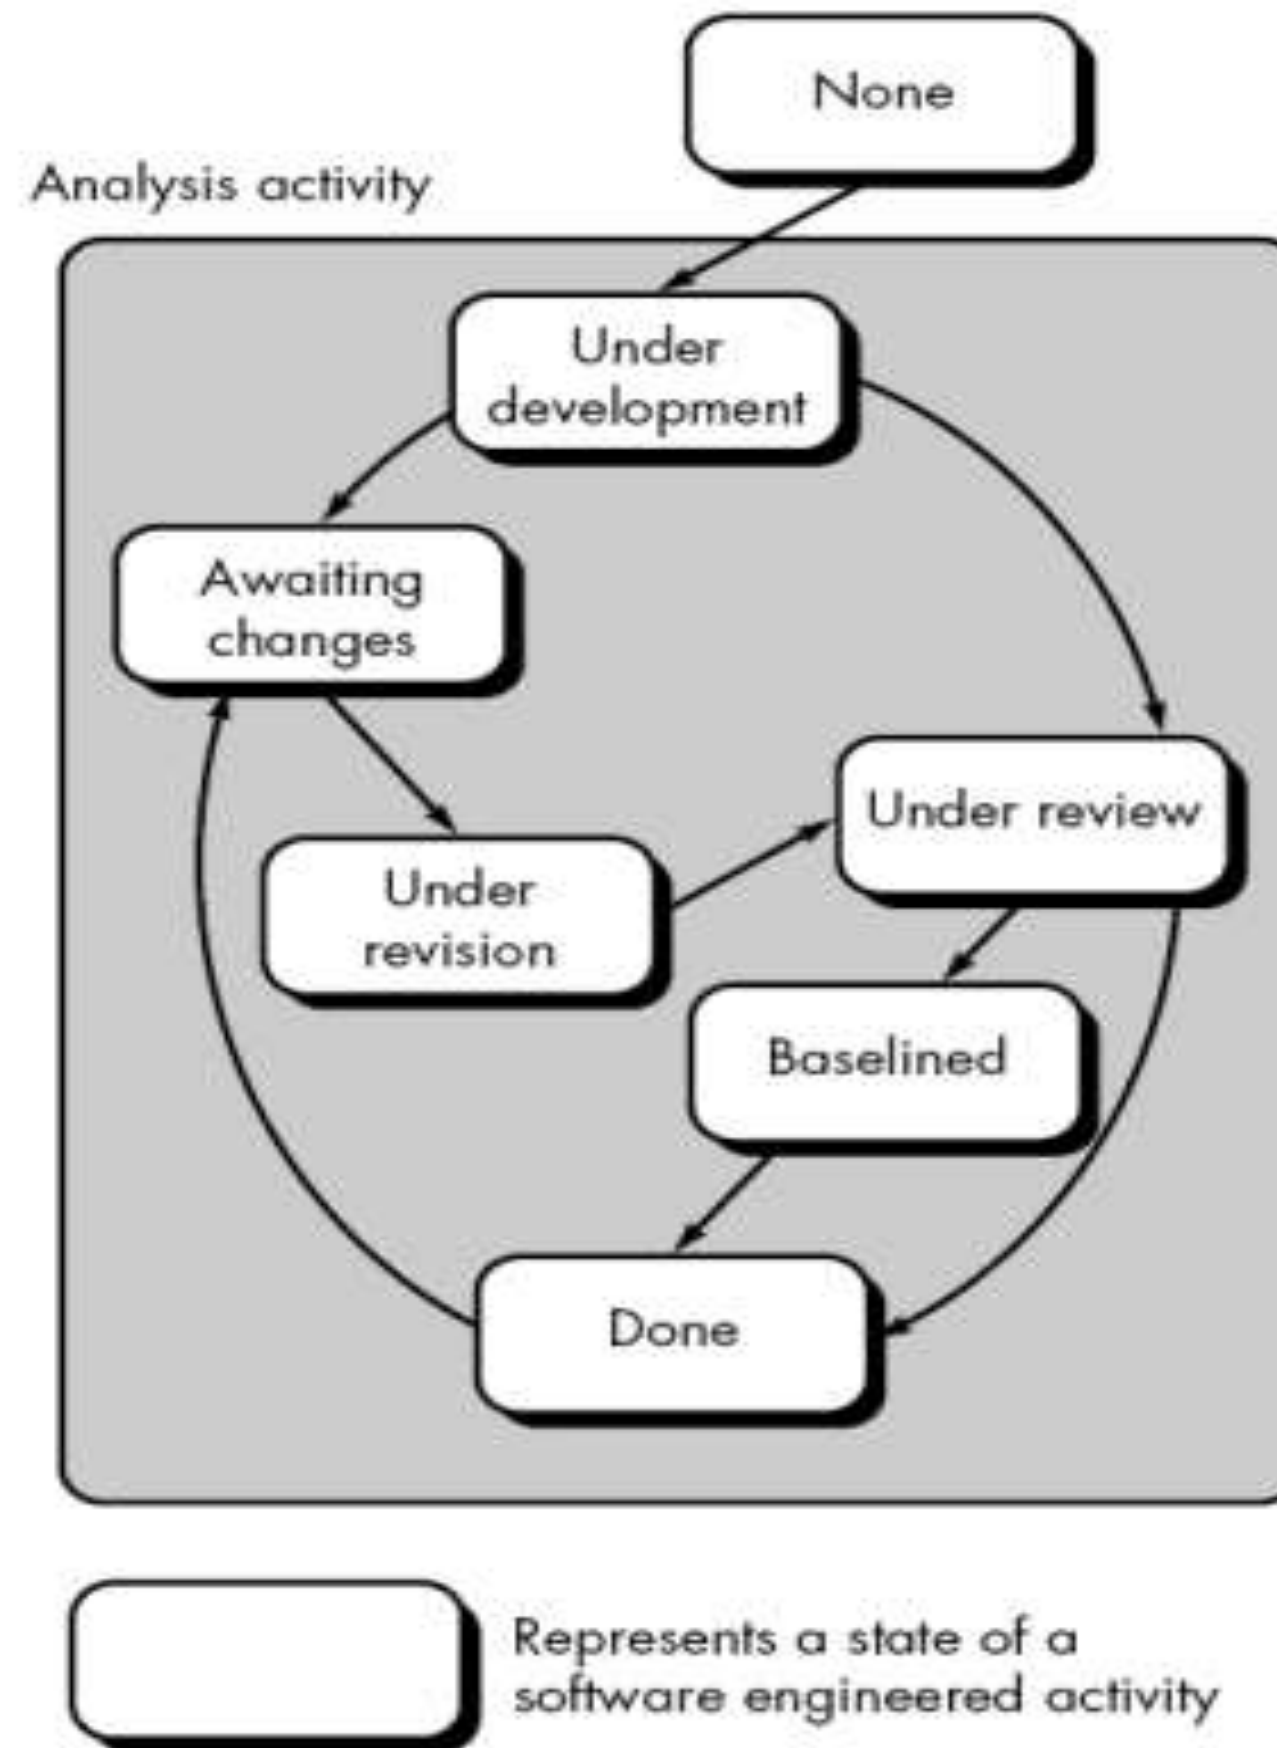 None
Analysis activity
Under
development
Awaiting
changes
Under review
Under
revision
Baselined
Done
Represents a state of a
software engineered activity